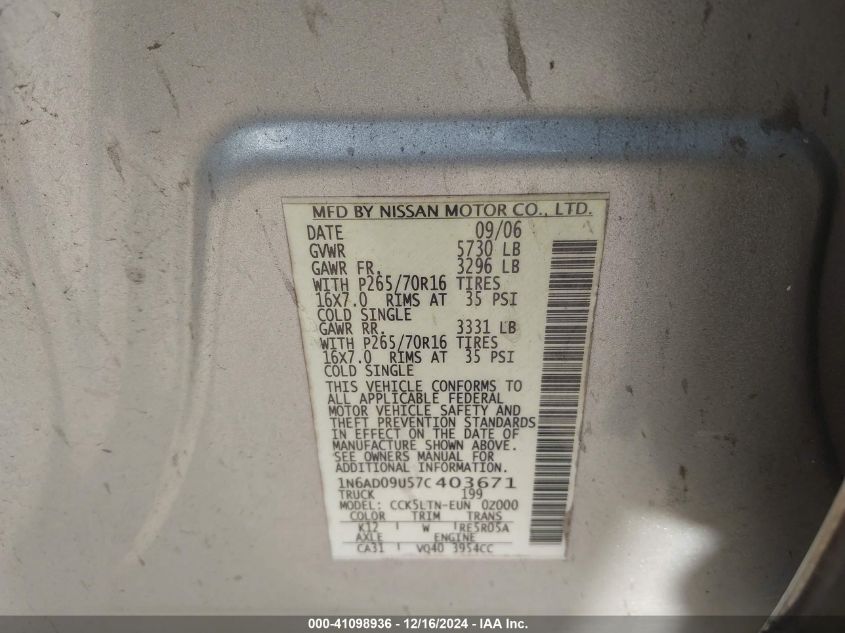 MFD BY NISSAN MOTOR CO., LTD.
DATE 09/06
GVWR 5730 LB
GAWR FR. 3296 LB
WITH P265/70R16 TIRES
16X7.0 RIMS AT 35 PSI
COLD SINGLE
GAWR RR. 3331 LB
WITH P265/70R16 TIRES
16X7.0 RIMS AT 35 PSI
COLD SINGLE
THIS VEHICLE CONFORMS TO
ALL APPLICABLE FEDERAL
MOTOR VEHICLE SAFETY AND
THEFT PREVENTION STANDARDS
IN EFFECT ON THE DATE OF
MANUFACTURE SHOWN ABOVE.
SEE OWNERS MANUAL FOR
ADDITIONAL INFORMATION.
1N6AD09U57C403671
TRUCK 199
MODEL: CCK5LTN-EUN 0Z000
COLOR TRIM TRANS
K12 W RE5R05A
AXLE ENGINE
CA31 VQ40 3954CC
000-41098936 - 12/16/2024 - IAA Inc.